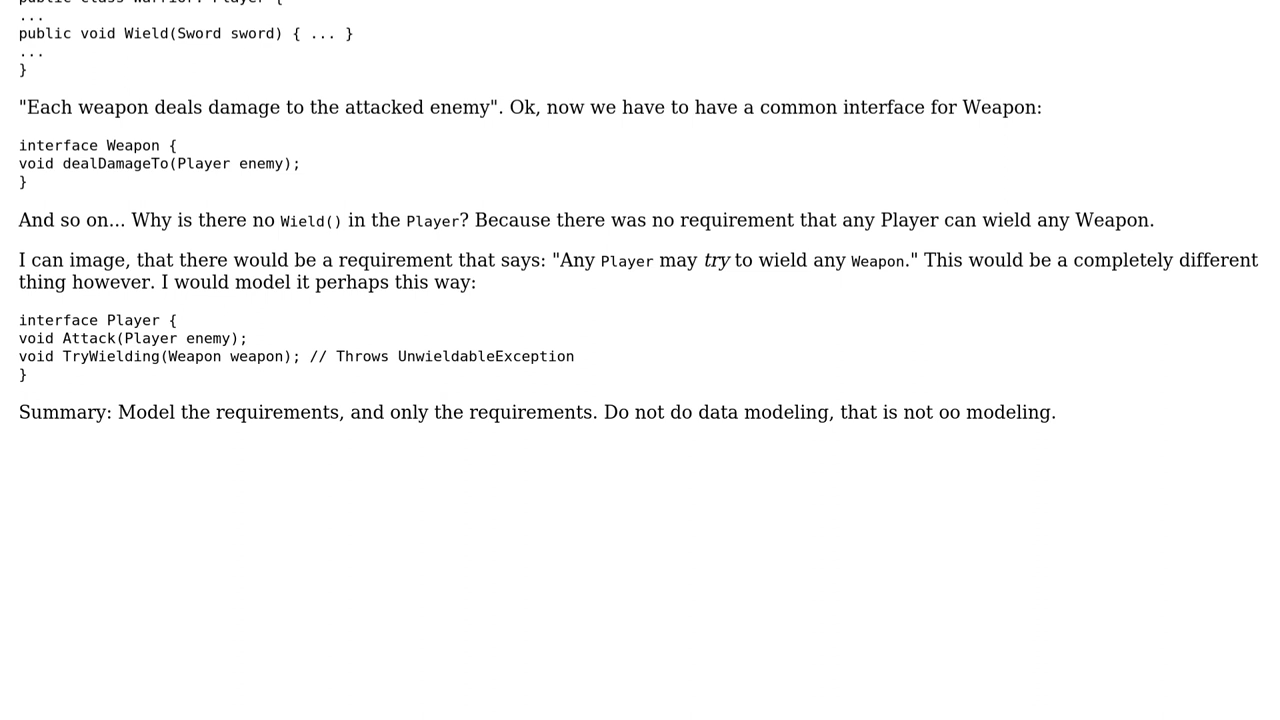 public class Warrior: Player {
...
public void Wield(Sword sword) { ... }
...
}
"Each weapon deals damage to the attacked enemy". Ok, now we have to have a common interface for Weapon:
interface Weapon {
void dealDamageTo(Player enemy);
}
And so on... Why is there no Wield() in the Player? Because there was no requirement that any Player can wield any Weapon.
I can image, that there would be a requirement that says: "Any Player may try to wield any Weapon." This would be a completely different
thing however. I would model it perhaps this way:
interface Player {
void Attack(Player enemy);
void TryWielding(Weapon weapon); // Throws UnwieldableException
}
Summary: Model the requirements, and only the requirements. Do not do data modeling, that is not oo modeling.